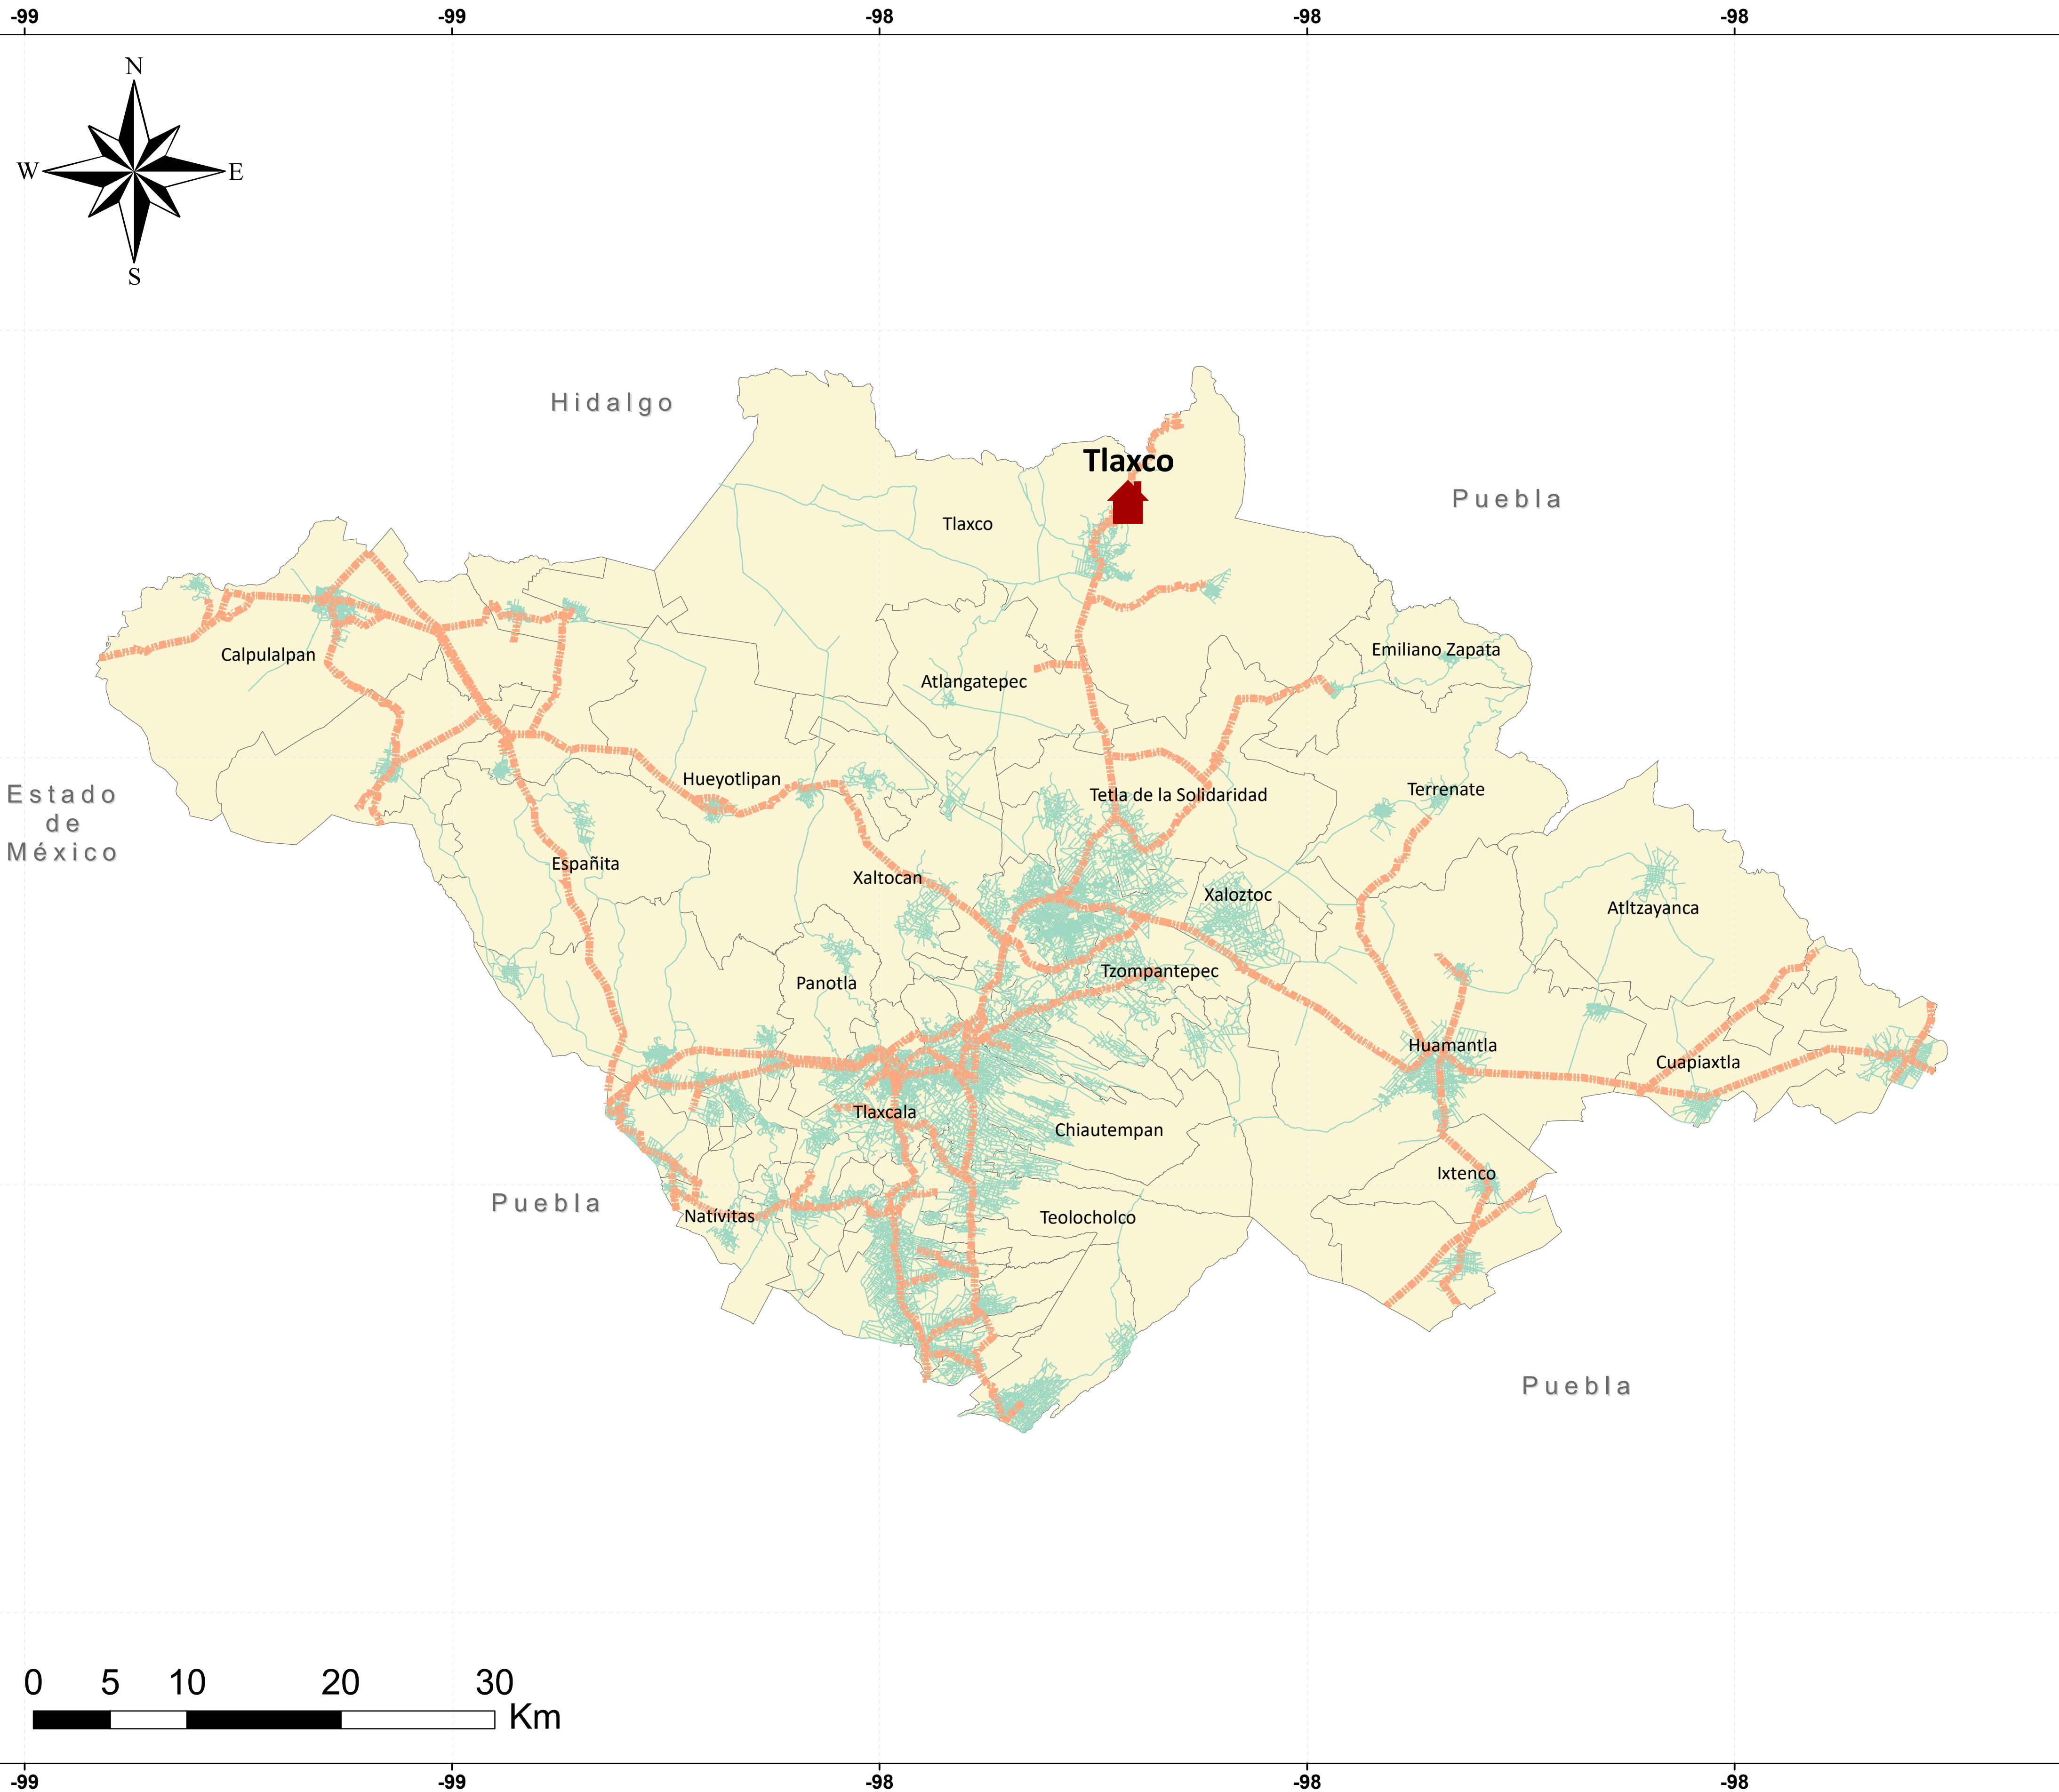 -99 -99 -98 -98 -98
N
W E
S
Hidalgo
Tlaxco
Puebla
Tlaxco
Emiliano Zapata
Calpulalpan
Atlangatepec
Hueyotlipan
Terrenate
Tetla de la Solidaridad
Estado
de
México
Españita
Xaltocan
Xaloztoc
Atltzayanca
Tzompantepec
Panotla
Huamantla
Cuapiaxtla
Tlaxcala
Chiautempan
Ixtenco
Puebla
Natívitas
Teolocholco
Puebla
0 5 10 20 30
Km
-99 -99 -98 -98 -98